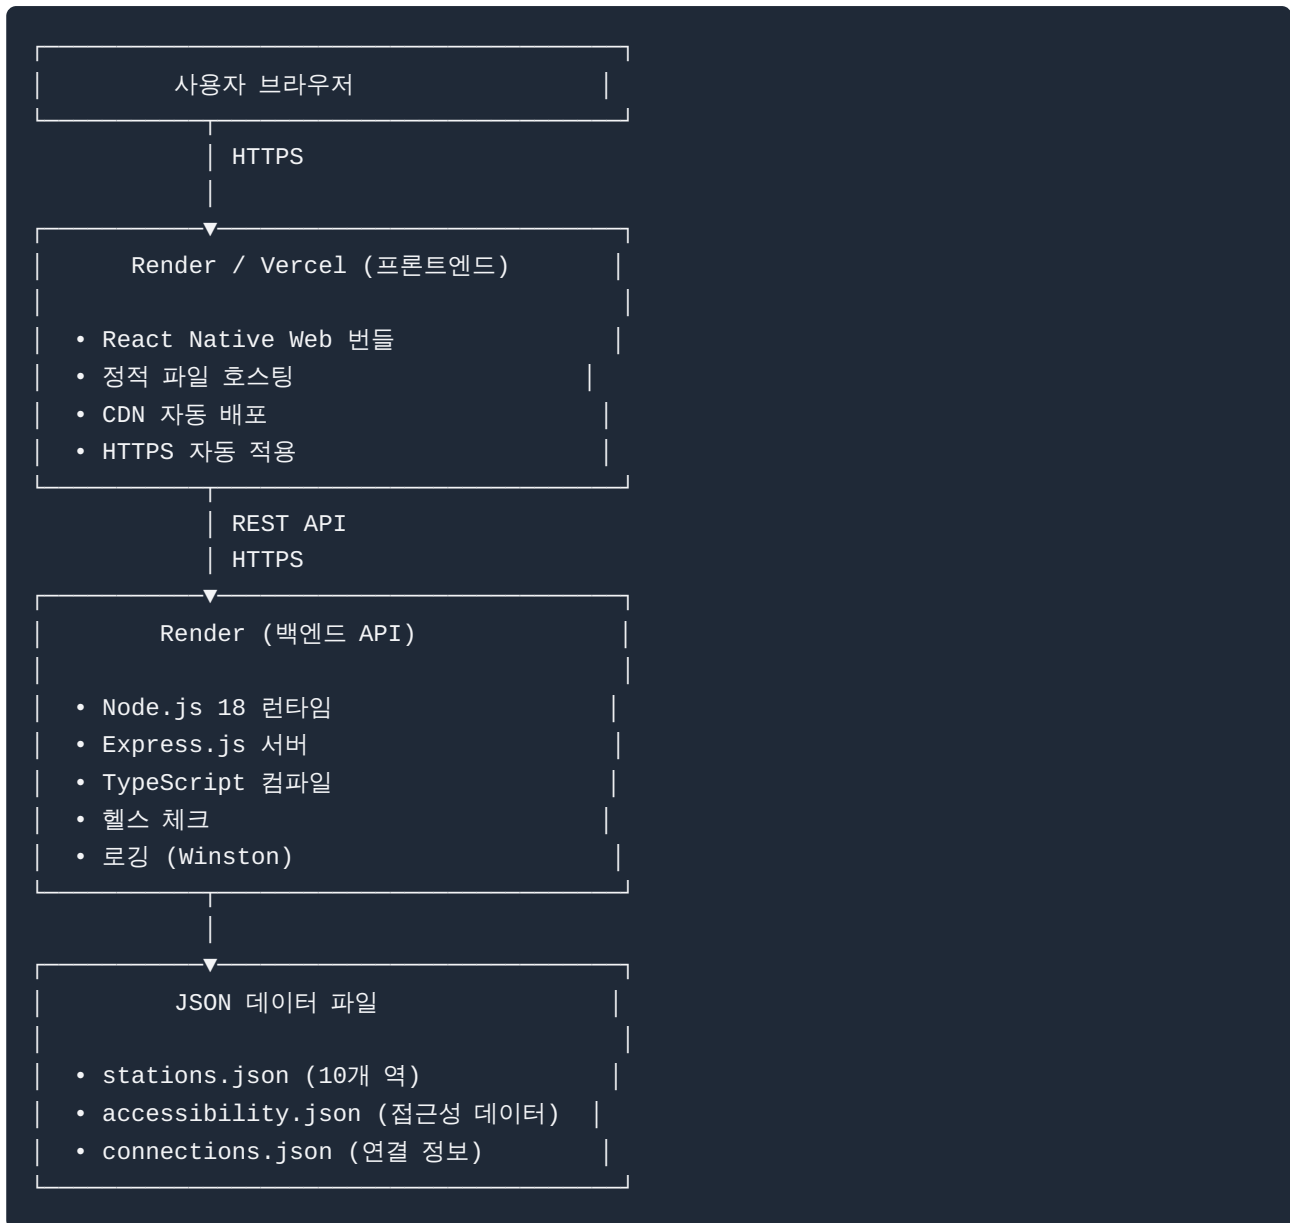 사용자 브라우저
HTTPS
Render / Vercel (프론트엔드)
• React Native Web 번들
• 정적 파일 호스팅
• CDN 자동 배포
• HTTPS 자동 적용
REST API
HTTPS
Render (백엔드 API)
• Node.js 18 런타임
• Express.js 서버
• TypeScript 컴파일
• 헬스 체크
• 로깅 (Winston)
JSON 데이터 파일
• stations.json (10개 역)
• accessibility.json (접근성 데이터)
• connections.json (연결 정보)